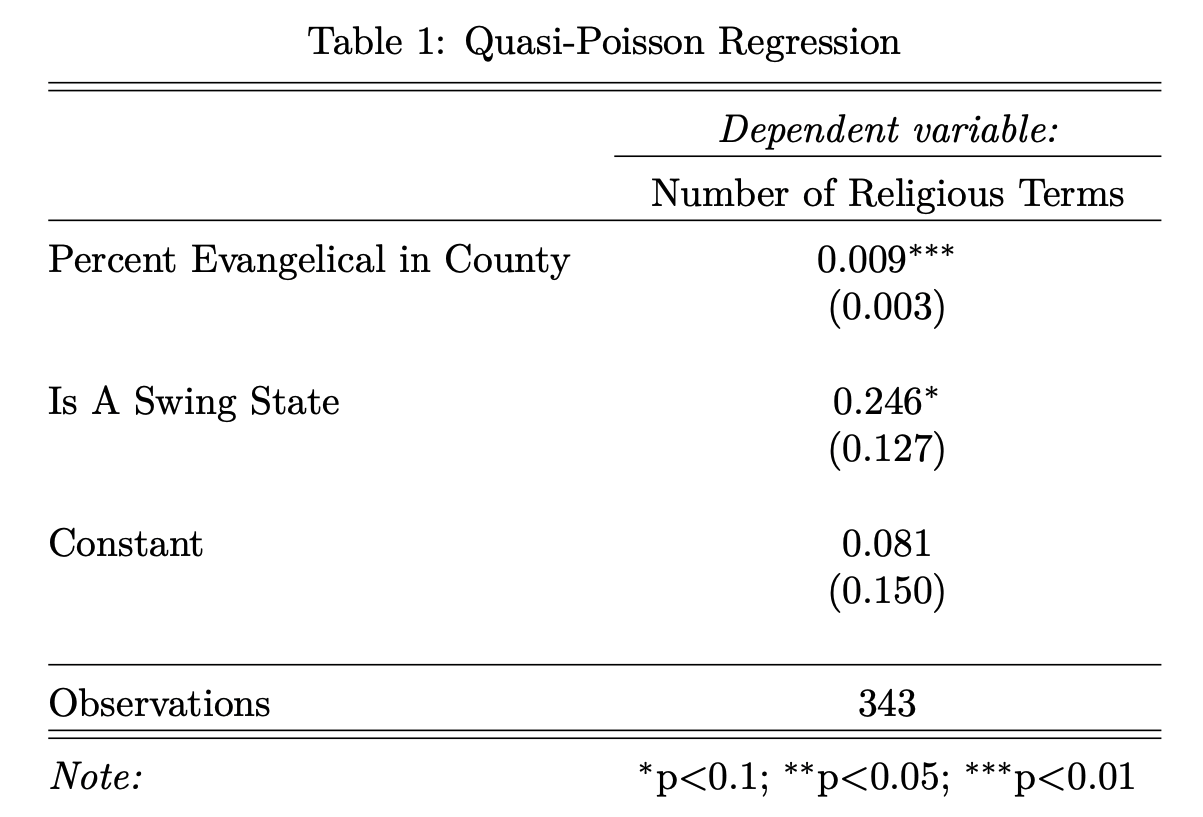 Table 1: Quasi-Poisson Regression
Dependent variable:
Number of Religious Terms
Percent Evangelical in County 0.009***
(0.003)
Is A Swing State 0.246*
(0.127)
Constant 0.081
(0.150)
Observations 343
Note: *p<0.1; **p<0.05; ***p<0.01